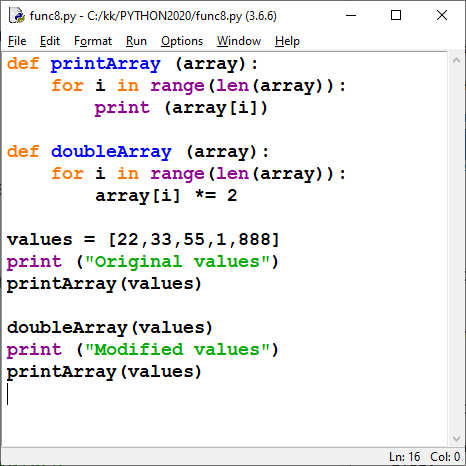 func8.py - C:/kk/PYTHON2020/func8.py (3.6.6)
File Edit Format Run Options Window Help
def printArray (array):
    for i in range(len(array)):
        print (array[i])

def doubleArray (array):
    for i in range(len(array)):
        array[i] *= 2

values = [22,33,55,1,888]
print ("Original values")
printArray(values)

doubleArray(values)
print ("Modified values")
printArray(values)
Ln: 16 Col: 0